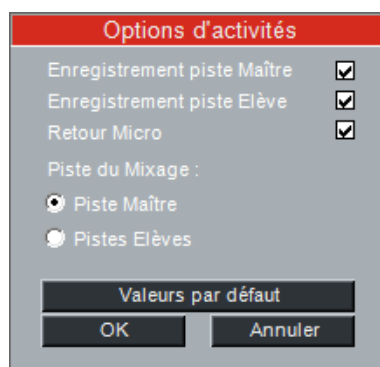 Options d'activités
Enregistrement piste Maître
Enregistrement piste Elève
Retour Micro
Piste du Mixage :
Piste Maître
Pistes Elèves
Valeurs par défaut
OK Annuler